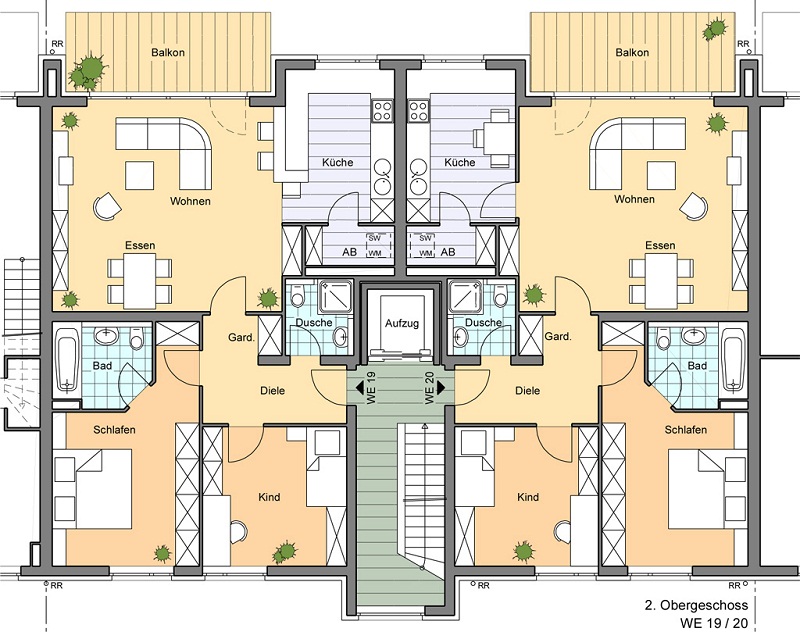 RR
Balkon
Balkon
RR
Küche
Küche
Wohnen
Wohnen
Essen
Essen
SW
AB
WM
SW
AB
WM
Dusche
Aufzug
Dusche
Gard.
Gard.
Bad
Bad
Diele
WE 19
WE 20
Diele
Schlafen
Schlafen
Kind
Kind
RR
RR
RR
2. Obergeschoss
WE 19 / 20